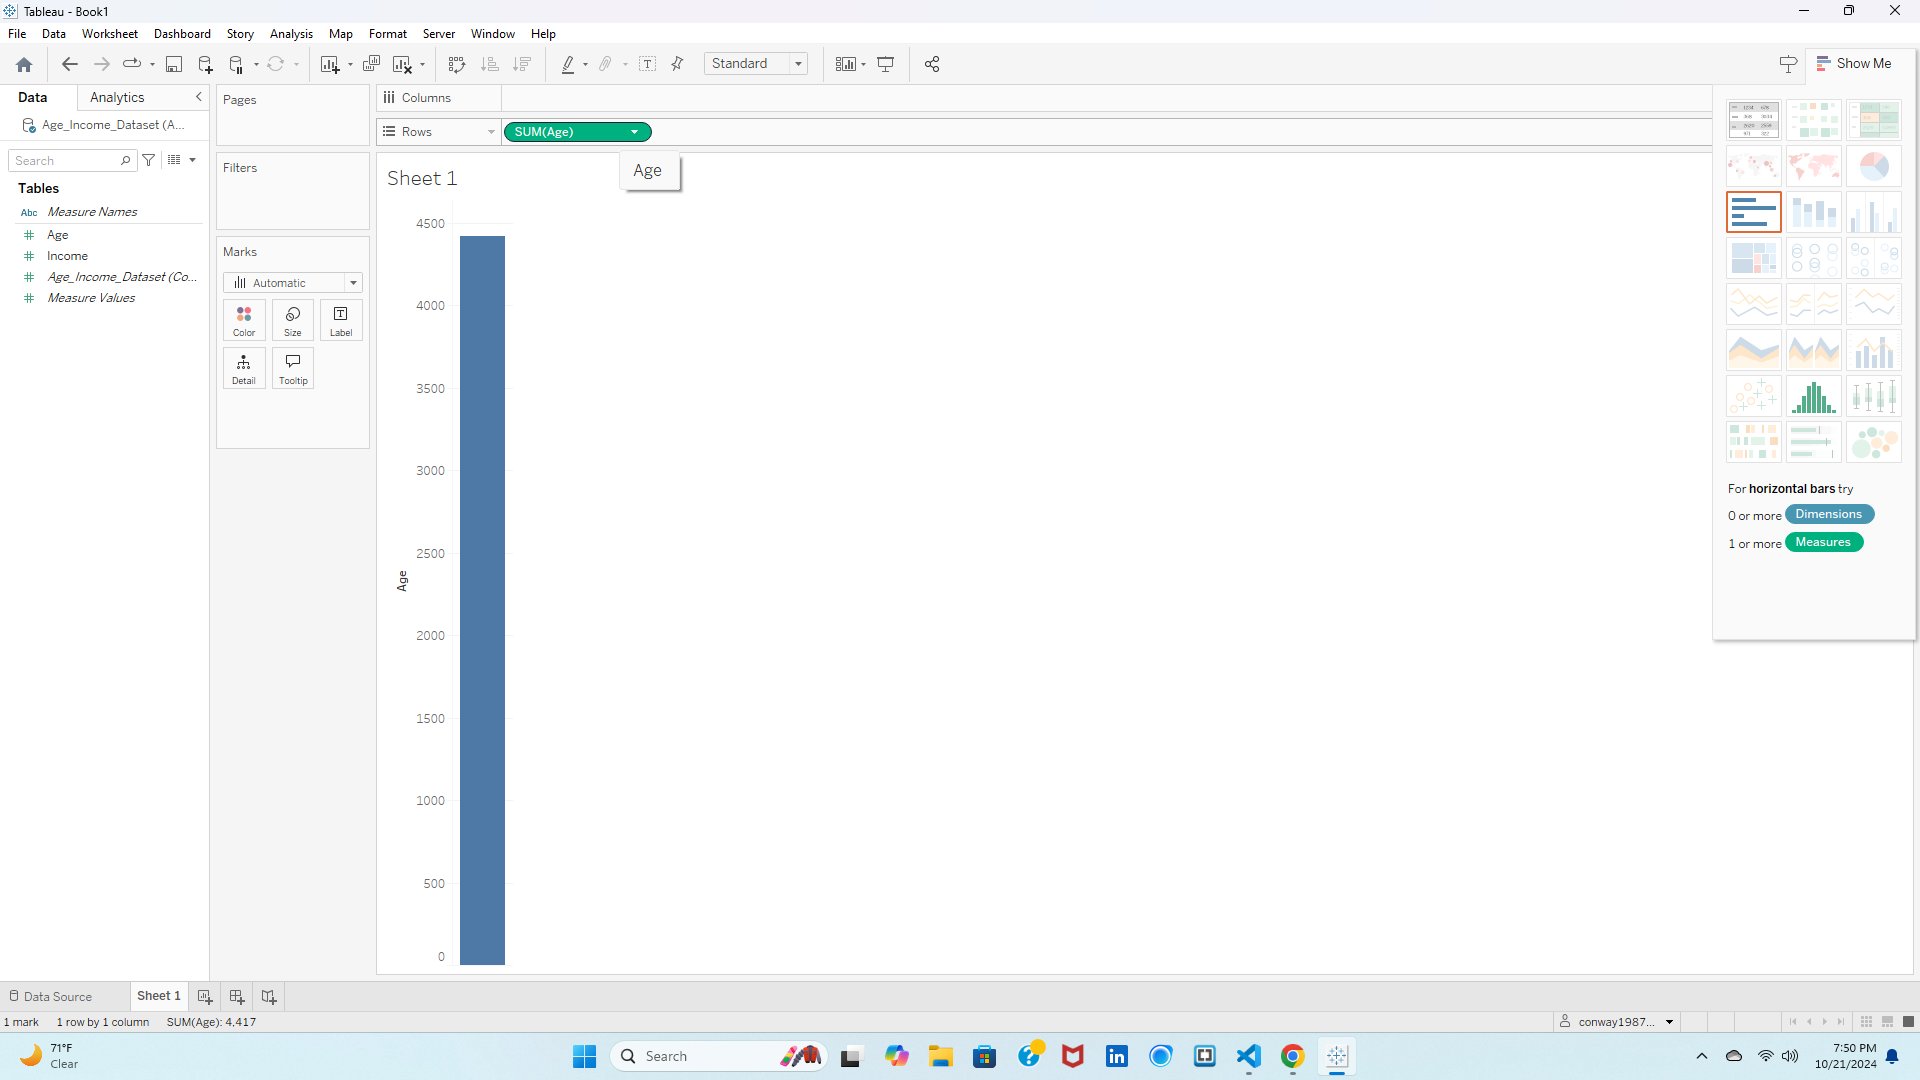 Tableau - Book1
File Data Worksheet Dashboard Story Analysis Map Format Server Window Help
Standard
Show Me
Data Analytics
Age_Income_Dataset (A...
Search
Tables
Abc Measure Names
Age
Income
Age_Income_Dataset (Co...
Measure Values
Pages
Filters
Marks
Automatic
Color Size Label
Detail Tooltip
Columns
Rows SUM(Age)
Age
Sheet 1
4500
4000
3500
3000
2500
2000
1500
1000
500
0
Age
For horizontal bars try
0 or more Dimensions
1 or more Measures
Data Source Sheet 1
1 mark 1 row by 1 column SUM(Age): 4,417
conway1987...
71°F
Clear
Search
7:50 PM
10/21/2024